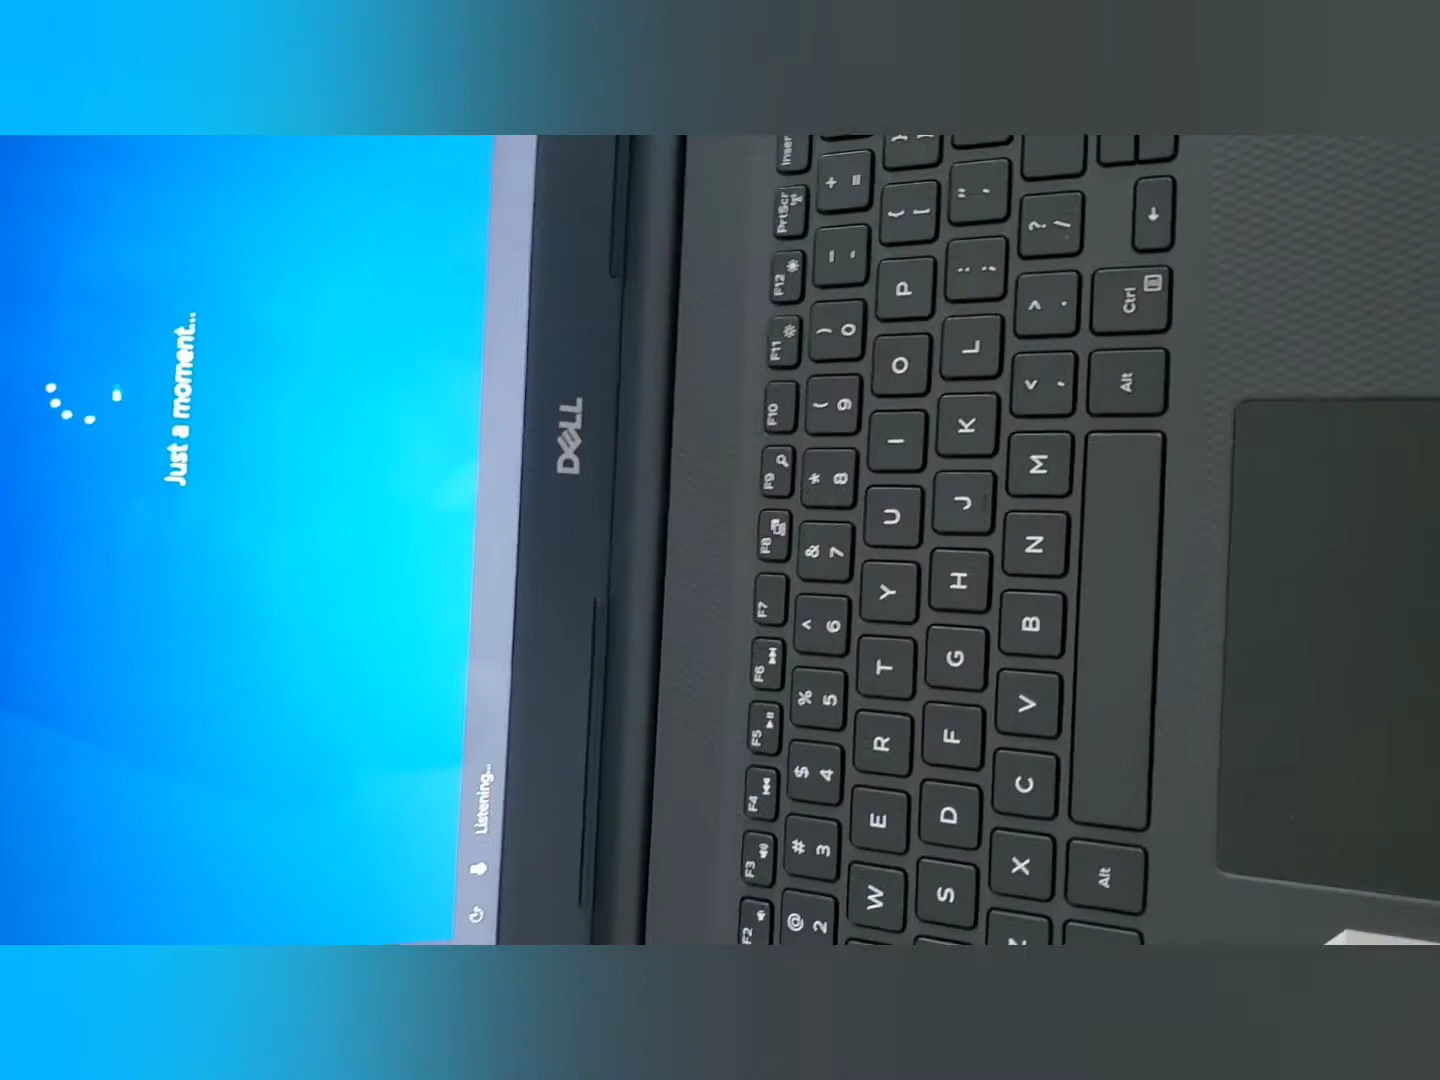 Just a moment...
Listening...
DELL
F2 F3 F4 F5 F6 F7 F8 F9 F10 F11 F12 PrtScr Inser
@ 2 # 3 $ 4 % 5 ^ 6 & 7 * 8 ( 9 ) 0 _ - + =
W E R T Y U I O P { [ } ]
S D F G H J K L : ; " '
Z X C V B N M < , > . ? /
Alt Alt Ctrl